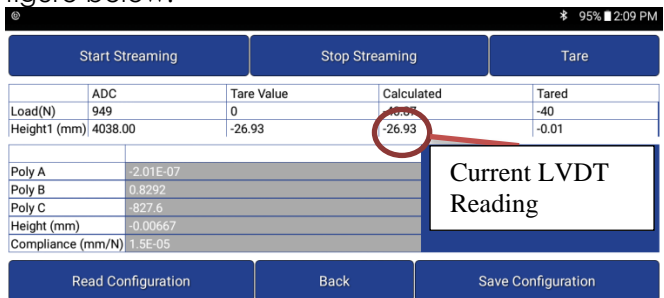 95% 2:09 PM
Start Streaming Stop Streaming Tare
ADC Tare Value Calculated Tared
Load(N) 949 0 -40
Height1 (mm) 4038.00 -26.93 -26.93 -0.01
Poly A -2.01E-07
Poly B 0.8292
Poly C -827.6
Height (mm) -0.00667
Compliance (mm/N) 1.5E-05
Current LVDT
Reading
Read Configuration Back Save Configuration